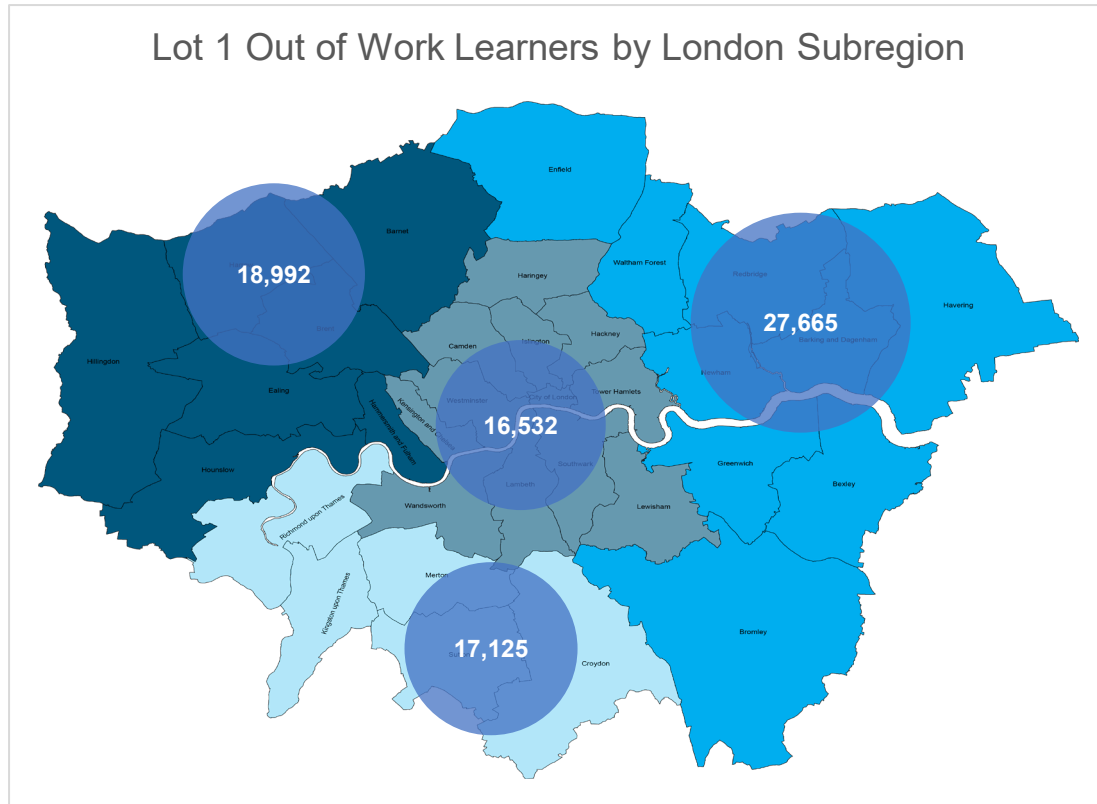 Lot 1 Out of Work Learners by London Subregion
Enfield
Barnet
Haringey
Waltham Forest
Redbridge
Havering
18,992
Hackney
Islington
Camden
27,665
Barking and Dagenham
Hillingdon
Ealing
Newham
Tower Hamlets
Westminster
City of London
Hammersmith and Fulham
16,532
Hounslow
Southwark
Greenwich
Lambeth
Bexley
Wandsworth
Lewisham
Richmond upon Thames
Merton
Kingston upon Thames
Bromley
17,125
Croydon